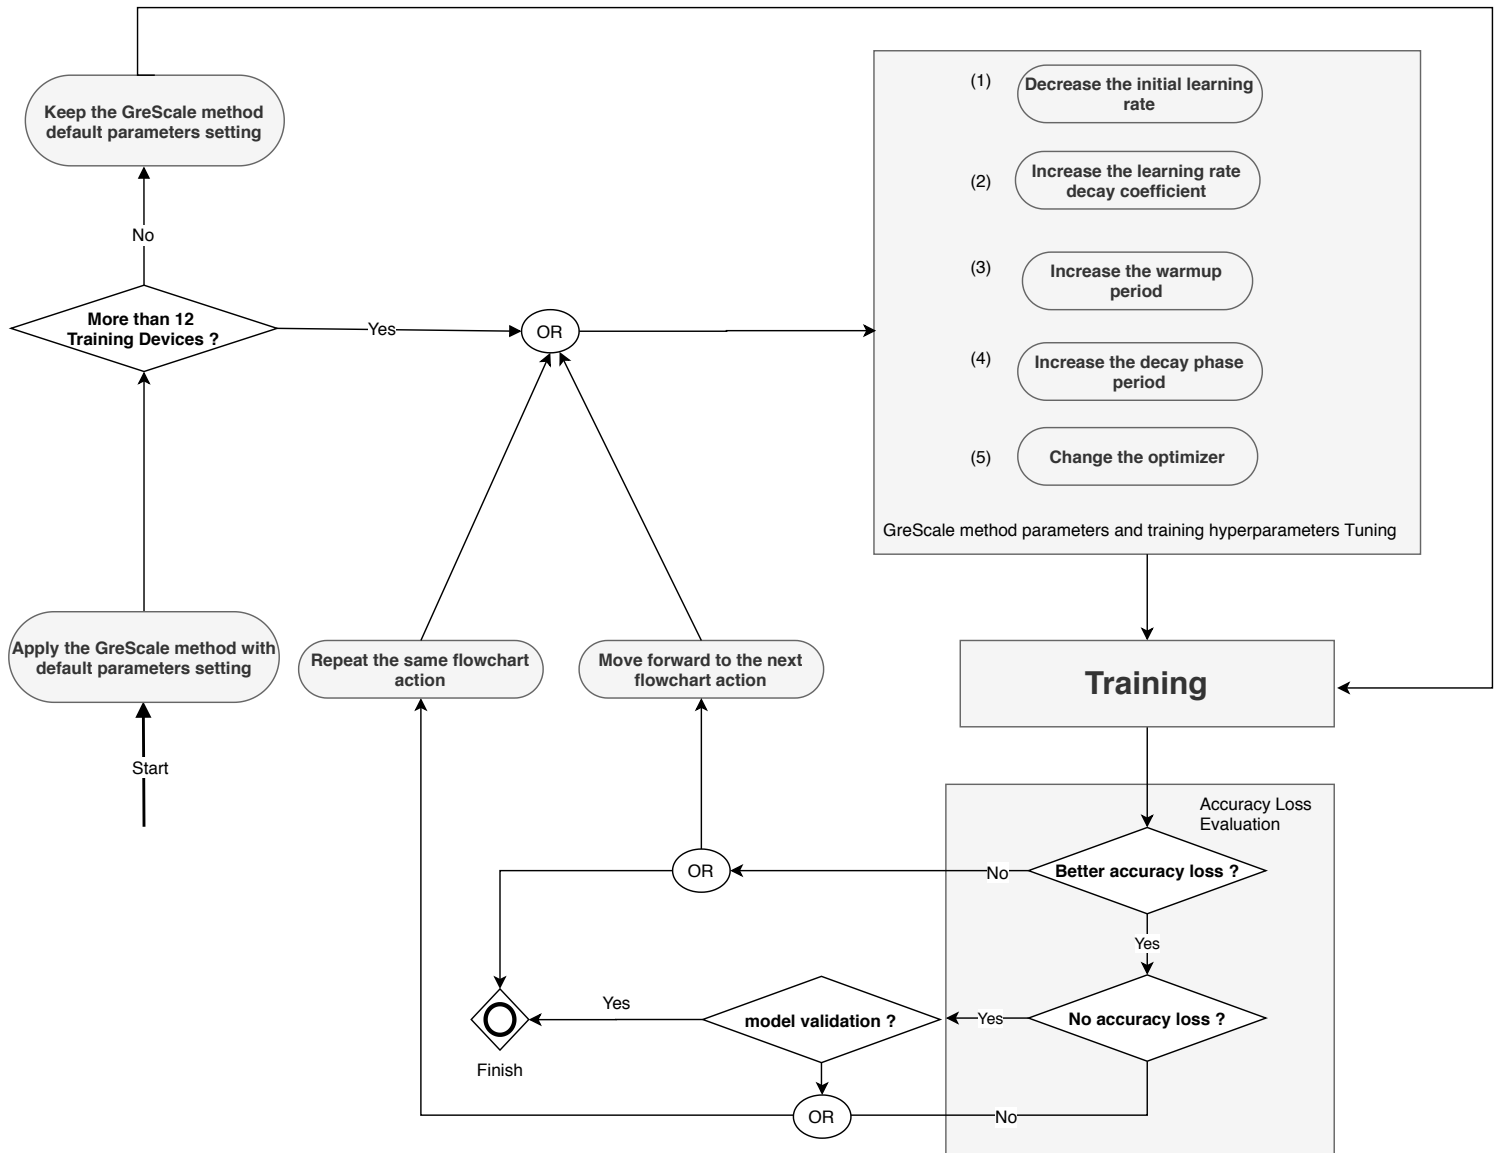 Keep the GreScale method
default parameters setting
No
More than 12
Training Devices ?
Yes
OR
Apply the GreScale method with
default parameters setting
Start
(1)
Decrease the initial learning
rate
(2)
Increase the learning rate
decay coefficient
(3)
Increase the warmup
period
(4)
Increase the decay phase
period
(5)
Change the optimizer
GreScale method parameters and training hyperparameters Tuning
Repeat the same flowchart
action
Move forward to the next
flowchart action
Training
Accuracy Loss
Evaluation
Better accuracy loss ?
No
OR
Yes
No accuracy loss ?
Yes
model validation ?
Yes
Finish
No
OR